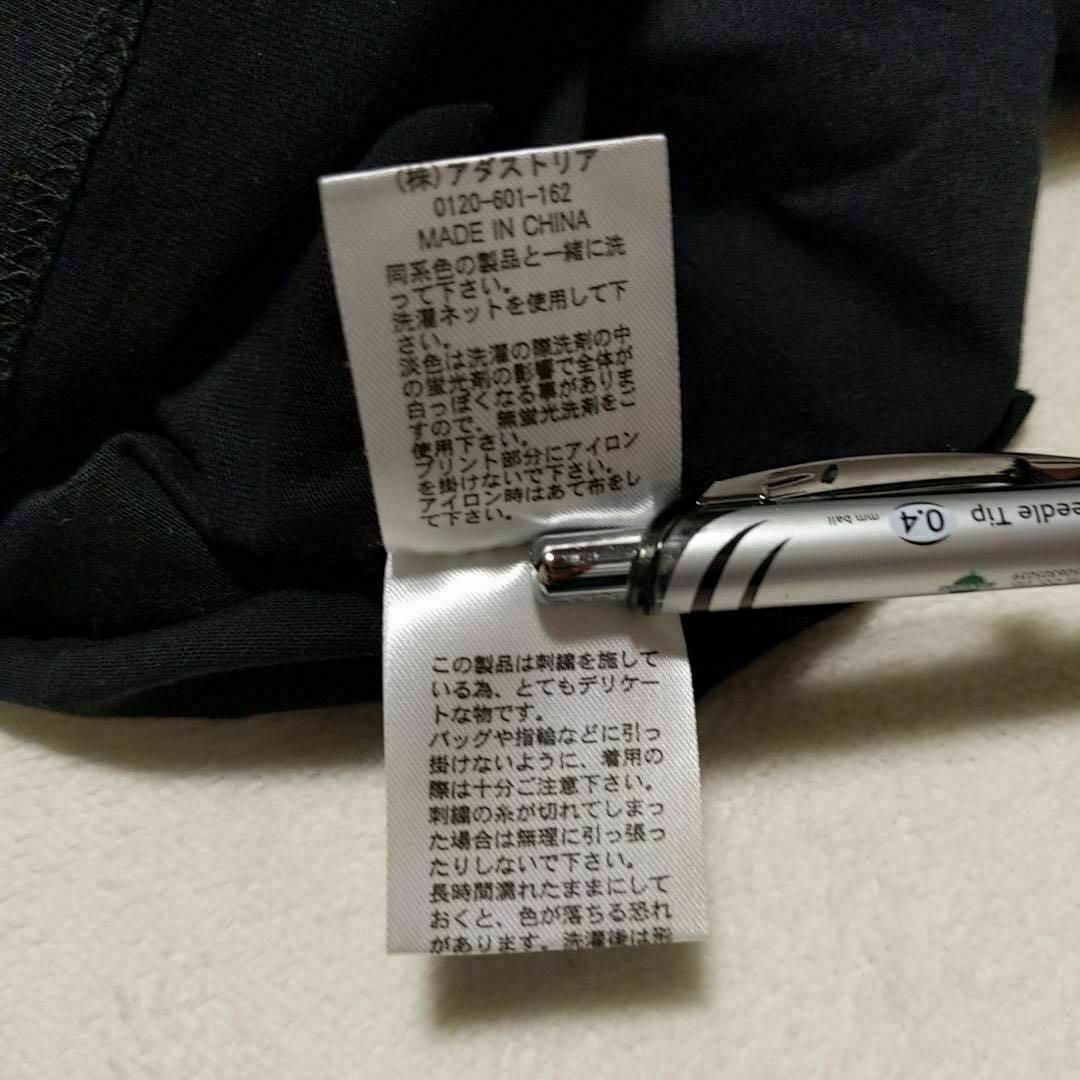 (株)アダストリア
0120-601-162
MADE IN CHINA
同系色の製品と一緒に洗
って下さい。
洗濯ネットを使用して下
さい。
淡色は洗濯の際洗剤の中
の蛍光剤の影響で全体が
白っぽくなる事がありま
すので、無蛍光洗剤をご
使用下さい。
プリント部分にアイロン
を掛けないで下さい。
アイロン時はあて布をし
て下さい。
eedle Tip 0.4 mm ball
この製品は刺繍を施して
いる為、とてもデリケー
トな物です。
バッグや指輪などに引っ
掛けないように、着用の
際は十分ご注意下さい。
刺繍の糸が切れてしまっ
た場合は無理に引っ張っ
たりしないで下さい。
長時間濡れたままにして
おくと、色が落ちる恐れ
があります。洗濯後は形